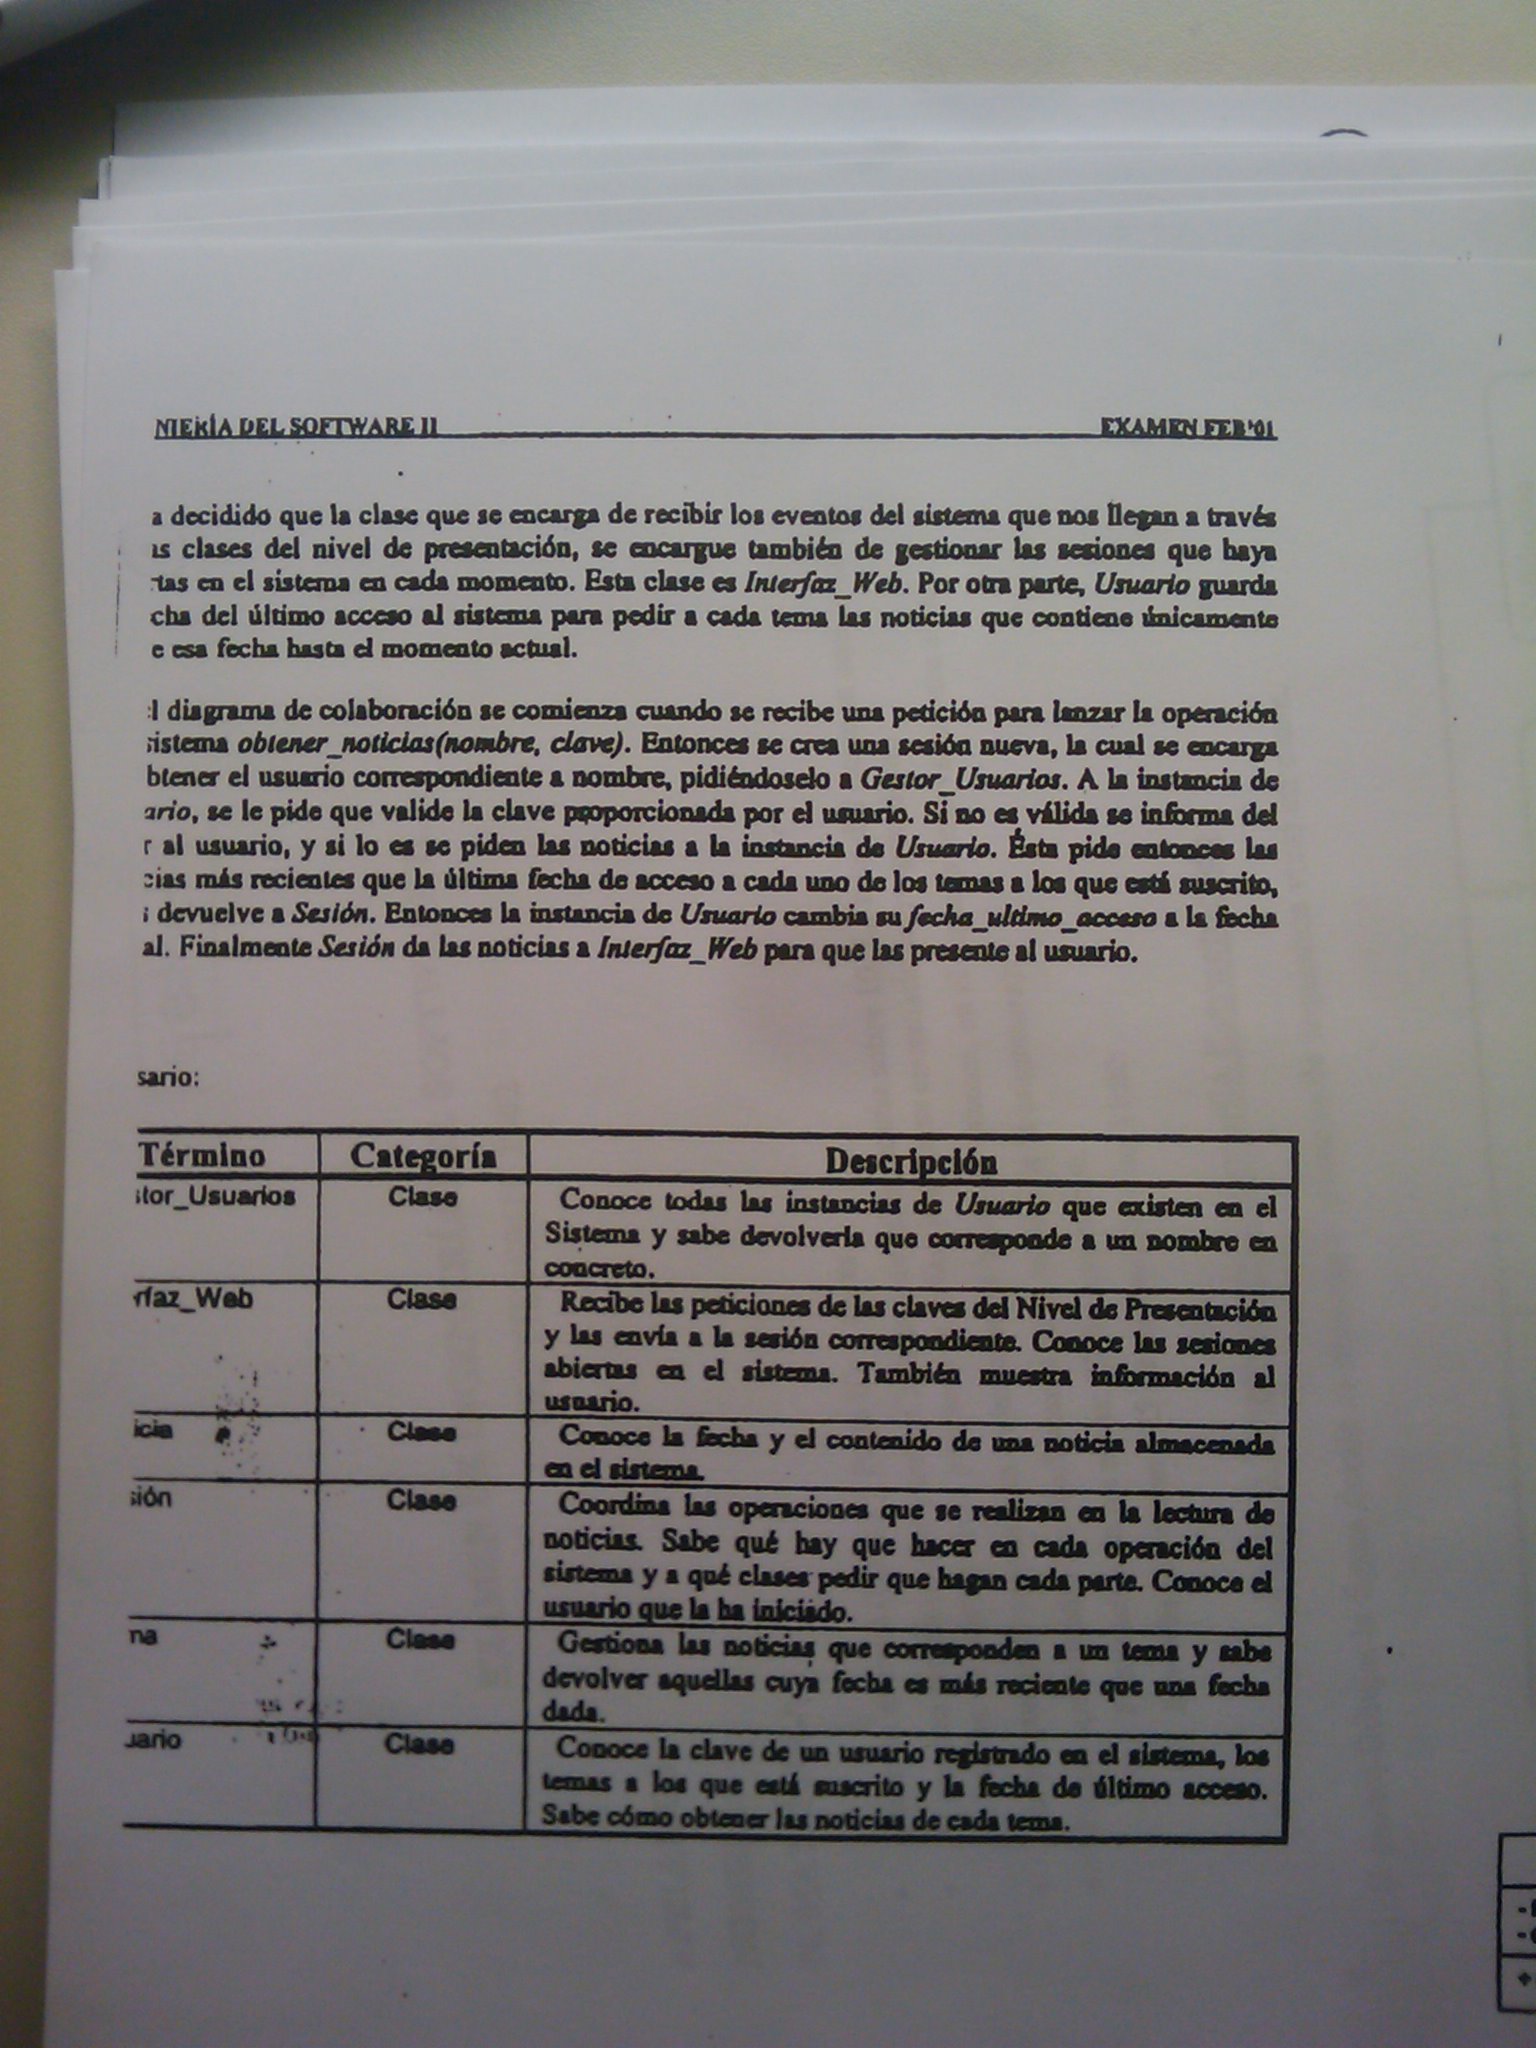 NIERÍA DEL SOFTWARE II EXAMEN FEB'01
a decidido que la clase que se encarga de recibir los eventos del sistema que nos llegan a través
as clases del nivel de presentación, se encargue también de gestionar las sesiones que haya
rtas en el sistema en cada momento. Esta clase es Interfaz_Web. Por otra parte, Usuario guarda
cha del último acceso al sistema para pedir a cada tema las noticias que contiene únicamente
e esa fecha hasta el momento actual.
l diagrama de colaboración se comienza cuando se recibe una petición para lanzar la operación
sistema obtener_noticias(nombre, clave). Entonces se crea una sesión nueva, la cual se encarga
btener el usuario correspondiente a nombre, pidiéndoselo a Gestor_Usuarios. A la instancia de
ario, se le pide que valide la clave proporcionada por el usuario. Si no es válida se informa del
r al usuario, y si lo es se piden las noticias a la instancia de Usuario. Ésta pide entonces las
cias más recientes que la última fecha de acceso a cada uno de los temas a los que está suscrito,
s devuelve a Sesión. Entonces la instancia de Usuario cambia su fecha_ultimo_acceso a la fecha
al. Finalmente Sesión da las noticias a Interfaz_Web para que las presente al usuario.
sario:
Término Categoría Descripción
stor_Usuarios Clase Conoce todas las instancias de Usuario que existen en el
Sistema y sabe devolverla que corresponde a un nombre en
concreto.
rfaz_Web Clase Recibe las peticiones de las claves del Nivel de Presentación
y las envía a la sesión correspondiente. Conoce las sesiones
abiertas en el sistema. También muestra información al
usuario.
icia Clase Conoce la fecha y el contenido de una noticia almacenada
en el sistema.
sión Clase Coordina las operaciones que se realizan en la lectura de
noticias. Sabe qué hay que hacer en cada operación del
sistema y a qué clases pedir que hagan cada parte. Conoce el
usuario que la ha iniciado.
ma Clase Gestiona las noticias que corresponden a un tema y sabe
devolver aquellas cuya fecha es más reciente que una fecha
dada.
uario Clase Conoce la clave de un usuario registrado en el sistema, los
temas a los que está suscrito y la fecha de último acceso.
Sabe cómo obtener las noticias de cada tema.